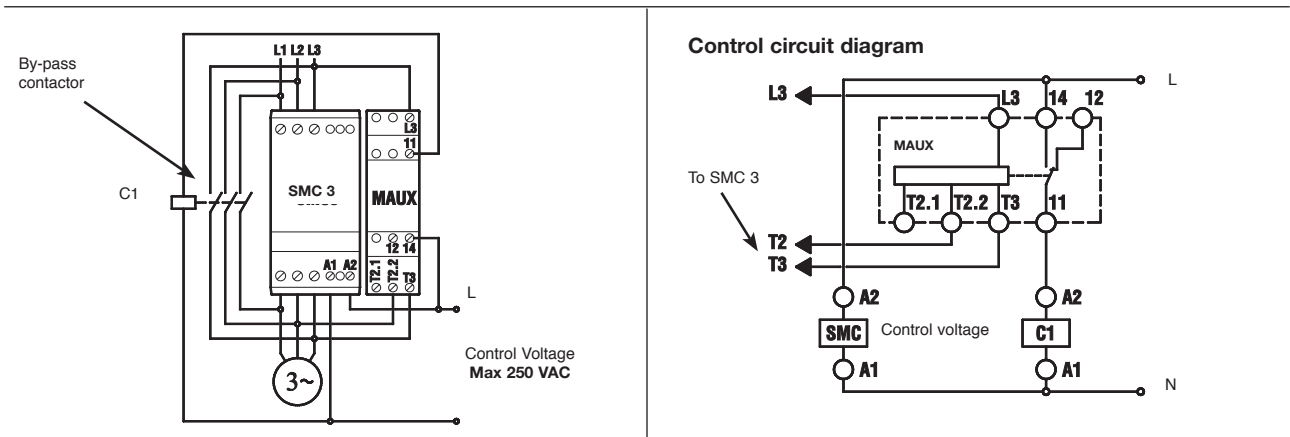 By-pass
contactor
L1 L2 L3
L3
11
C1
SMC 3
MAUX
12 14
A1 A2
T2.1
T2.2
T3
L
3~
Control Voltage
Max 250 VAC
Control circuit diagram
L
L3
L3 14 12
MAUX
To SMC 3
T2.1 T2.2 T3 11
T2
T3
A2 A2
SMC Control voltage C1
A1 A1
N